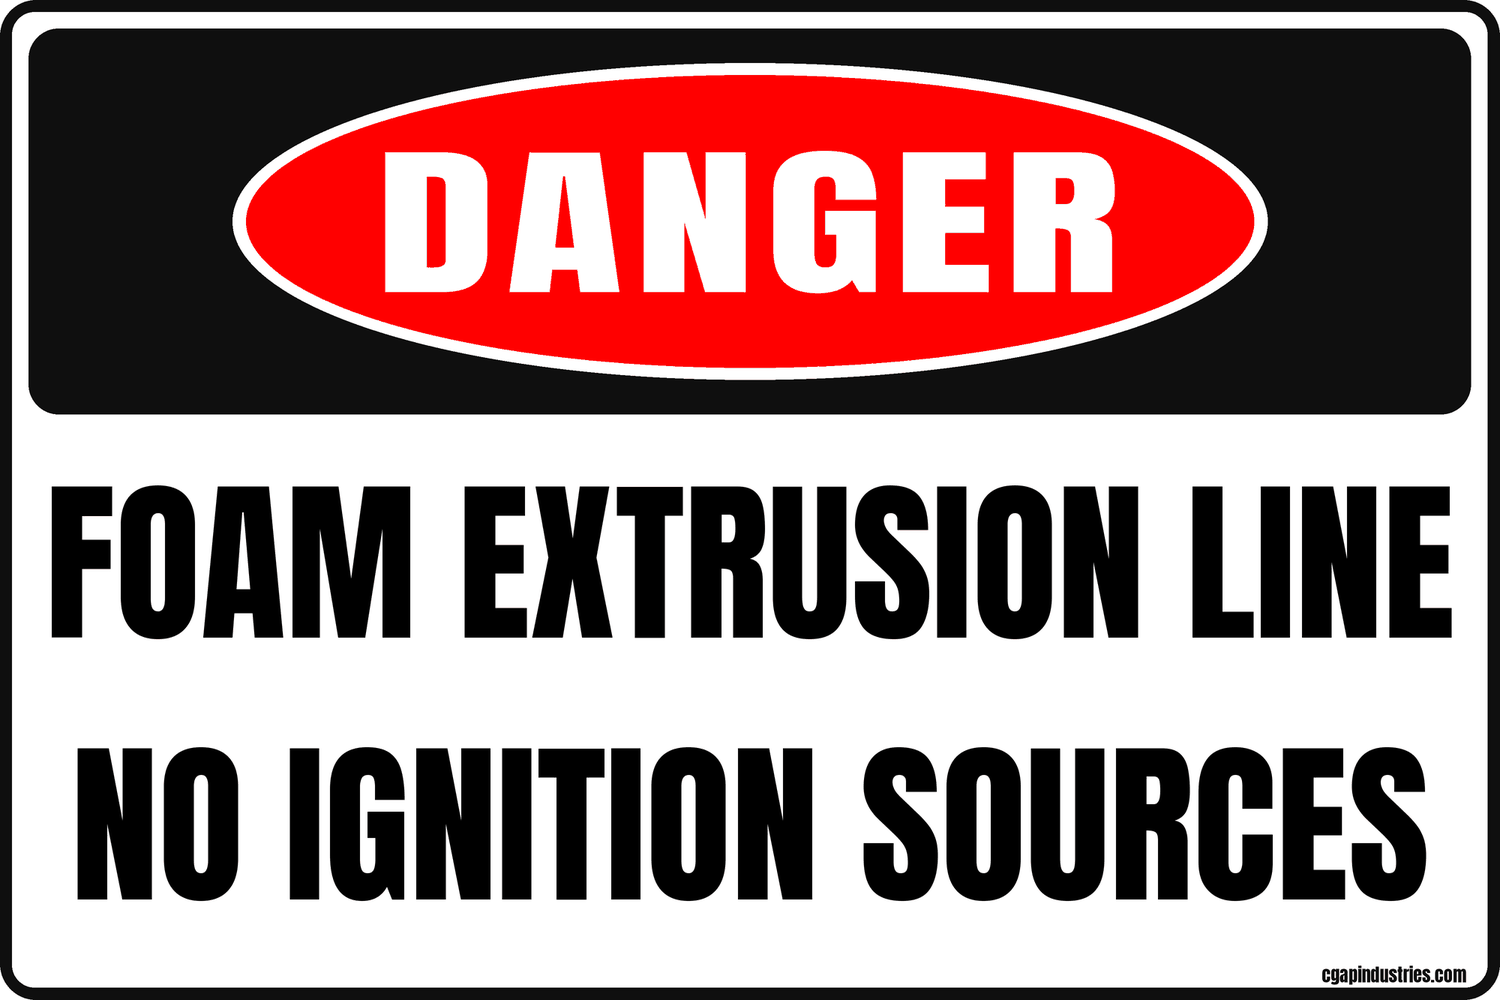 DANGER
FOAM EXTRUSION LINE
NO IGNITION SOURCES
cgapindustries.com